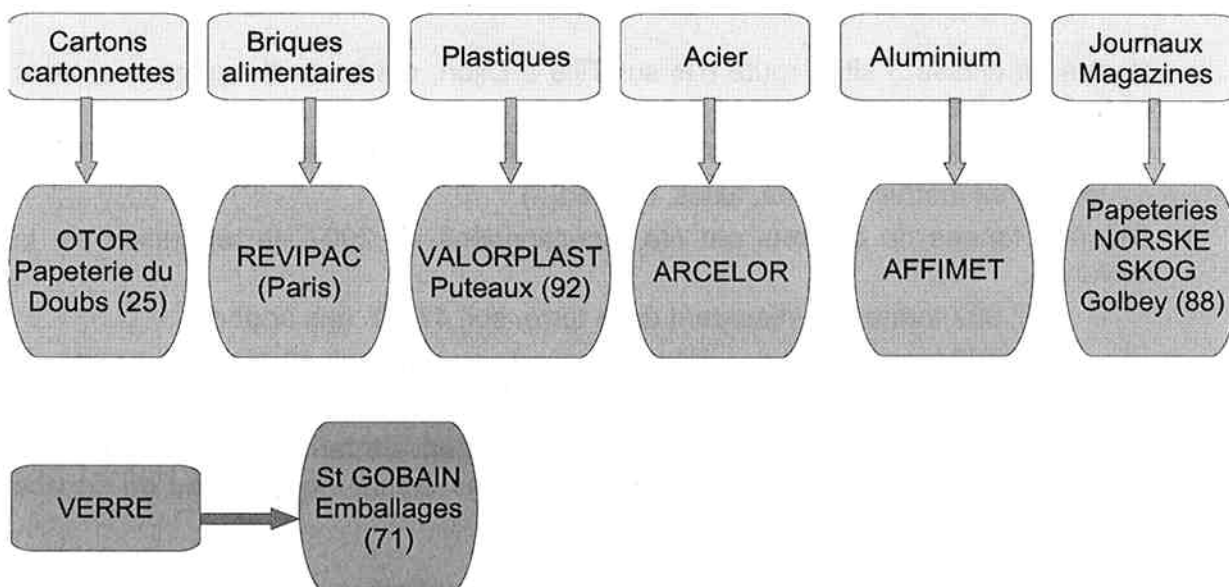 Cartons
cartonnettes
Briques
alimentaires
Plastiques
Acier
Aluminium
Journaux
Magazines
OTOR
Papeterie du
Doubs (25)
REVIPAC
(Paris)
VALORPLAST
Puteaux (92)
ARCELOR
AFFIMET
Papeteries
NORSKE
SKOG
Golbey (88)
VERRE
St GOBAIN
Emballages
(71)